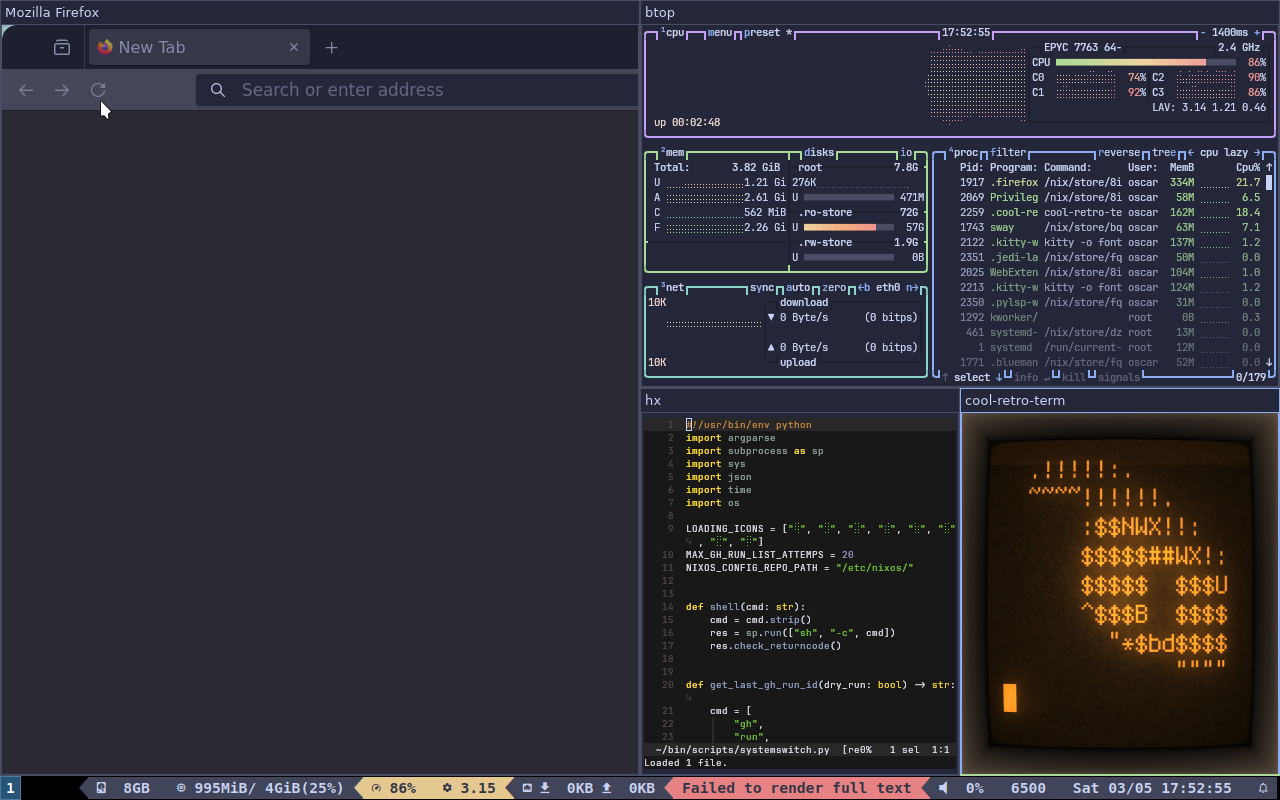 Mozilla Firefox
New Tab
Search or enter address
btop
¹cpu menu preset * 17:52:55 - 1400ms +
EPYC 7763 64- 2.4 GHz
CPU 86%
C0 74% C2 90%
C1 92% C3 86%
LAV: 3.14 1.21 0.46
up 00:02:48
²mem disks io
Total: 3.82 GiB
U 1.21 Gi
A 2.61 Gi
C 562 MiB
F 2.26 Gi
root 7.8G
276K
U 471M
.ro-store 72G
U 57G
.rw-store 1.9G
U 0B
³net sync auto zero ←b eth0 n→
10K
download
▼ 0 Byte/s (0 bitps)
▲ 0 Byte/s (0 bitps)
10K
upload
⁴proc filter reverse tree ← cpu lazy →
Pid: Program: Command: User: MemB Cpu% ↑
1917 .firefox /nix/store/8i oscar 334M 21.7
2069 Privileg /nix/store/8i oscar 58M 6.5
2259 .cool-re cool-retro-te oscar 162M 18.4
1743 sway /nix/store/bq oscar 63M 7.1
2122 .kitty-w kitty -o font oscar 137M 1.2
2351 .jedi-la /nix/store/fq oscar 50M 0.0
2025 WebExten /nix/store/8i oscar 104M 1.0
2213 .kitty-w kitty -o font oscar 124M 1.2
2350 .pylsp-w /nix/store/fq oscar 31M 0.0
1292 kworker/ root 0B 0.3
461 systemd- /nix/store/dz root 13M 0.0
1 systemd /run/current- root 12M 0.0
1771 .blueman /nix/store/fq oscar 52M 0.0 ↓
↑ select ↓ info ↵ kill signals 0/179
hx
1 #!/usr/bin/env python
2 import argparse
3 import subprocess as sp
4 import sys
5 import json
6 import time
7 import os
8
9 LOADING_ICONS = ["
10 MAX_GH_RUN_LIST_ATTEMPS = 20
11 NIXOS_CONFIG_REPO_PATH = "/etc/nixos/"
12
13
14 def shell(cmd: str):
15 cmd = cmd.strip()
16 res = sp.run(["sh", "-c", cmd])
17 res.check_returncode()
18
19
20 def get_last_gh_run_id(dry_run: bool) -> str:
21 cmd = [
22 "gh",
23 "run",
~/bin/scripts/systemswitch.py [re0% 1 sel 1:1
Loaded 1 file.
cool-retro-term
.!!!!!:.
~~~~!!!!!!.
:$$NWX!!:
$$$$$##WX!:
$$$$$ $$$U
^$$$B $$$$
"*$bd$$$$
""""
1 8GB 995MiB/ 4GiB(25%) 86% 3.15 0KB 0KB Failed to render full text 0% 6500 Sat 03/05 17:52:55